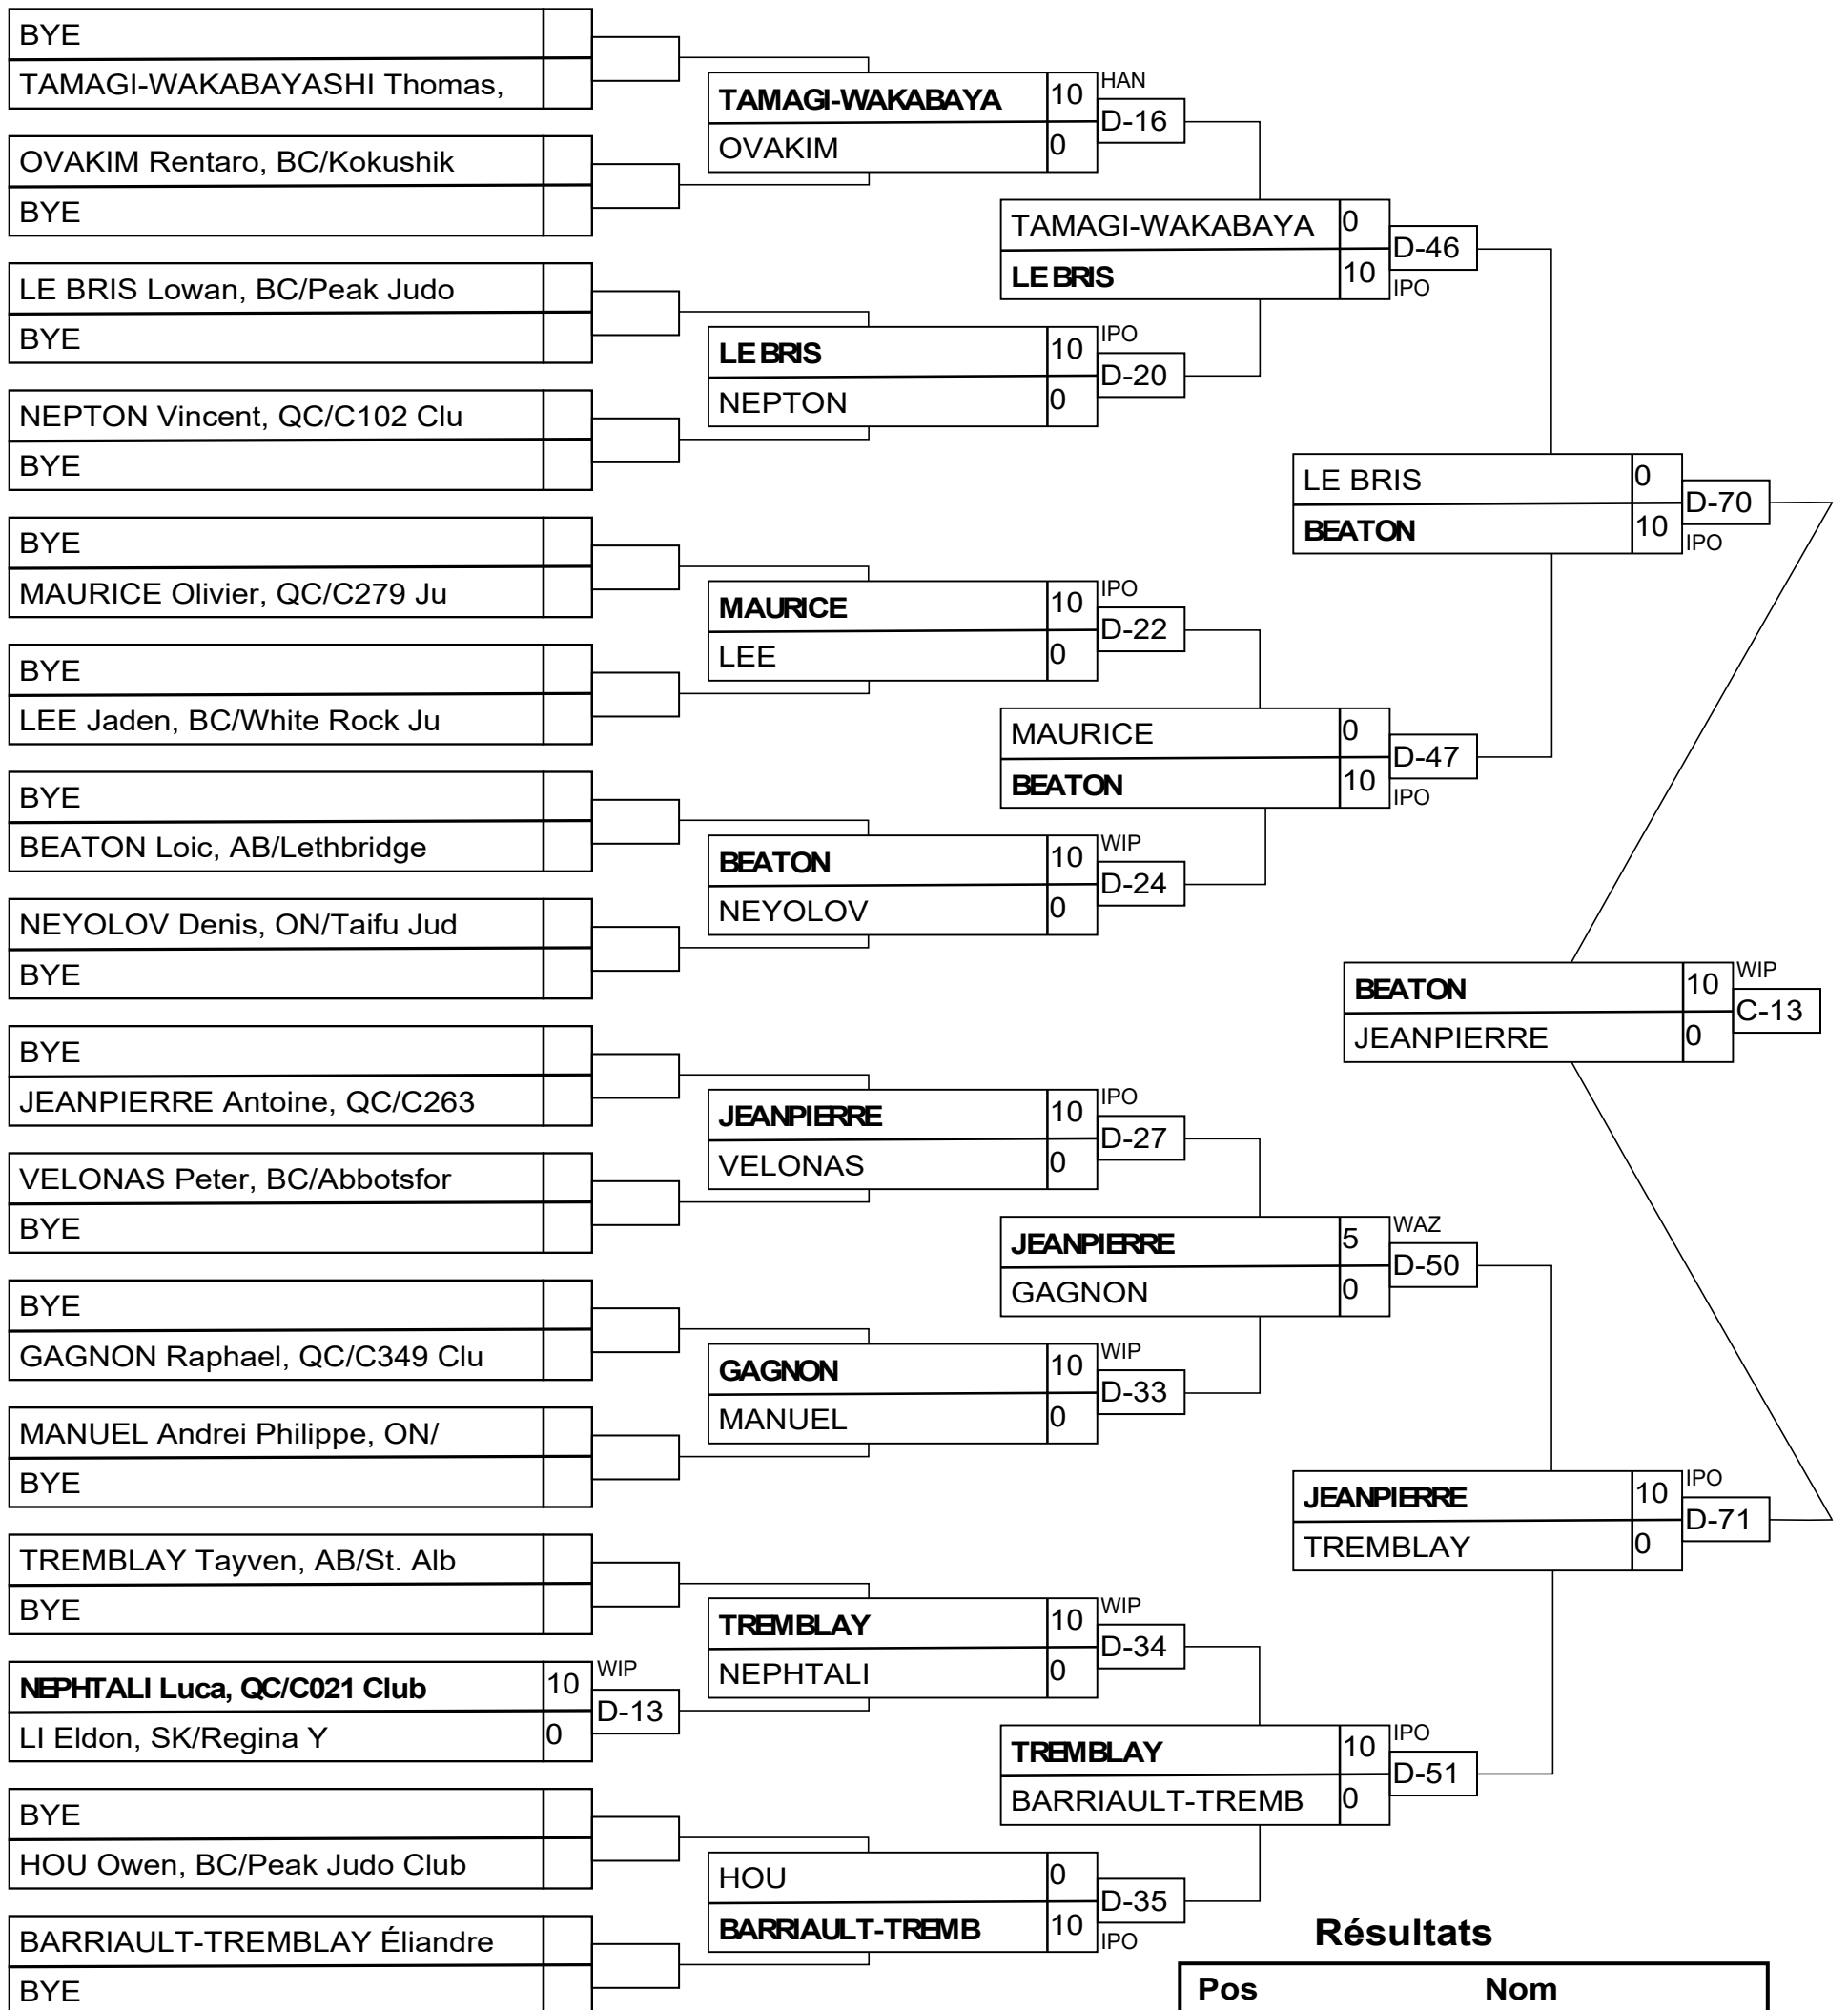 BYE
TAMAGI-WAKABAYASHI Thomas,
OVAKIM Rentaro, BC/Kokushik
BYE
LE BRIS Lowan, BC/Peak Judo
BYE
NEPTON Vincent, QC/C102 Clu
BYE
BYE
MAURICE Olivier, QC/C279 Ju
BYE
LEE Jaden, BC/White Rock Ju
BYE
BEATON Loic, AB/Lethbridge
NEYOLOV Denis, ON/Taifu Jud
BYE
BYE
JEANPIERRE Antoine, QC/C263
VELONAS Peter, BC/Abbotsfor
BYE
BYE
GAGNON Raphael, QC/C349 Clu
MANUEL Andrei Philippe, ON/
BYE
TREMBLAY Tayven, AB/St. Alb
BYE
NEPHTALI Luca, QC/C021 Club 10 WIP
D-13
LI Eldon, SK/Regina Y 0
BYE
HOU Owen, BC/Peak Judo Club
BARRIAULT-TREMBLAY Éliandre
BYE
TAMAGI-WAKABAYA 10 HAN
D-16
OVAKIM 0
LE BRIS 10 IPO
D-20
NEPTON 0
MAURICE 10 IPO
D-22
LEE 0
BEATON 10 WIP
D-24
NEYOLOV 0
JEANPIERRE 10 IPO
D-27
VELONAS 0
GAGNON 10 WIP
D-33
MANUEL 0
TREMBLAY 10 WIP
D-34
NEPHTALI 0
HOU 0
D-35
BARRIAULT-TREMB 10 IPO
TAMAGI-WAKABAYA 0
D-46
LE BRIS 10 IPO
MAURICE 0
D-47
BEATON 10 IPO
JEANPIERRE 5 WAZ
D-50
GAGNON 0
TREMBLAY 10 IPO
D-51
BARRIAULT-TREMB 0
LE BRIS 0
D-70
BEATON 10 IPO
JEANPIERRE 10 IPO
D-71
TREMBLAY 0
BEATON 10 WIP
C-13
JEANPIERRE 0
Résultats
Pos Nom